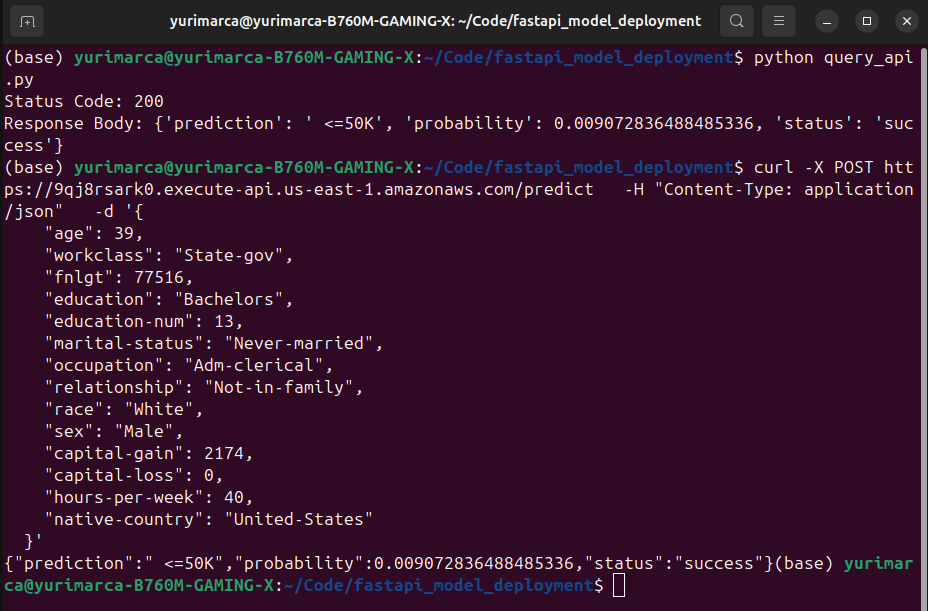 yurimarca@yurimarca-B760M-GAMING-X: ~/Code/fastapi_model_deployment
(base) yurimarca@yurimarca-B760M-GAMING-X:~/Code/fastapi_model_deployment$ python query_api
.py
Status Code: 200
Response Body: {'prediction': ' <=50K', 'probability': 0.009072836488485336, 'status': 'suc
cess'}
(base) yurimarca@yurimarca-B760M-GAMING-X:~/Code/fastapi_model_deployment$ curl -X POST htt
ps://9qj8rsark0.execute-api.us-east-1.amazonaws.com/predict   -H "Content-Type: application
/json"   -d '{
    "age": 39,
    "workclass": "State-gov",
    "fnlgt": 77516,
    "education": "Bachelors",
    "education-num": 13,
    "marital-status": "Never-married",
    "occupation": "Adm-clerical",
    "relationship": "Not-in-family",
    "race": "White",
    "sex": "Male",
    "capital-gain": 2174,
    "capital-loss": 0,
    "hours-per-week": 40,
    "native-country": "United-States"
  }'
{"prediction":" <=50K","probability":0.009072836488485336,"status":"success"}(base) yurimar
ca@yurimarca-B760M-GAMING-X:~/Code/fastapi_model_deployment$